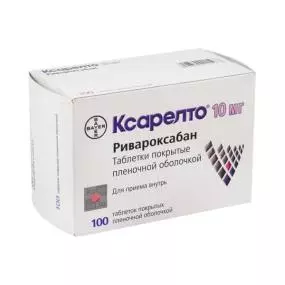 Ксарелто® 10 мг
BAYER
Ривароксабан
Таблетки покрытые
пленочной оболочкой
Для приема внутрь
100 таблеток покрытых
пленочной оболочкой